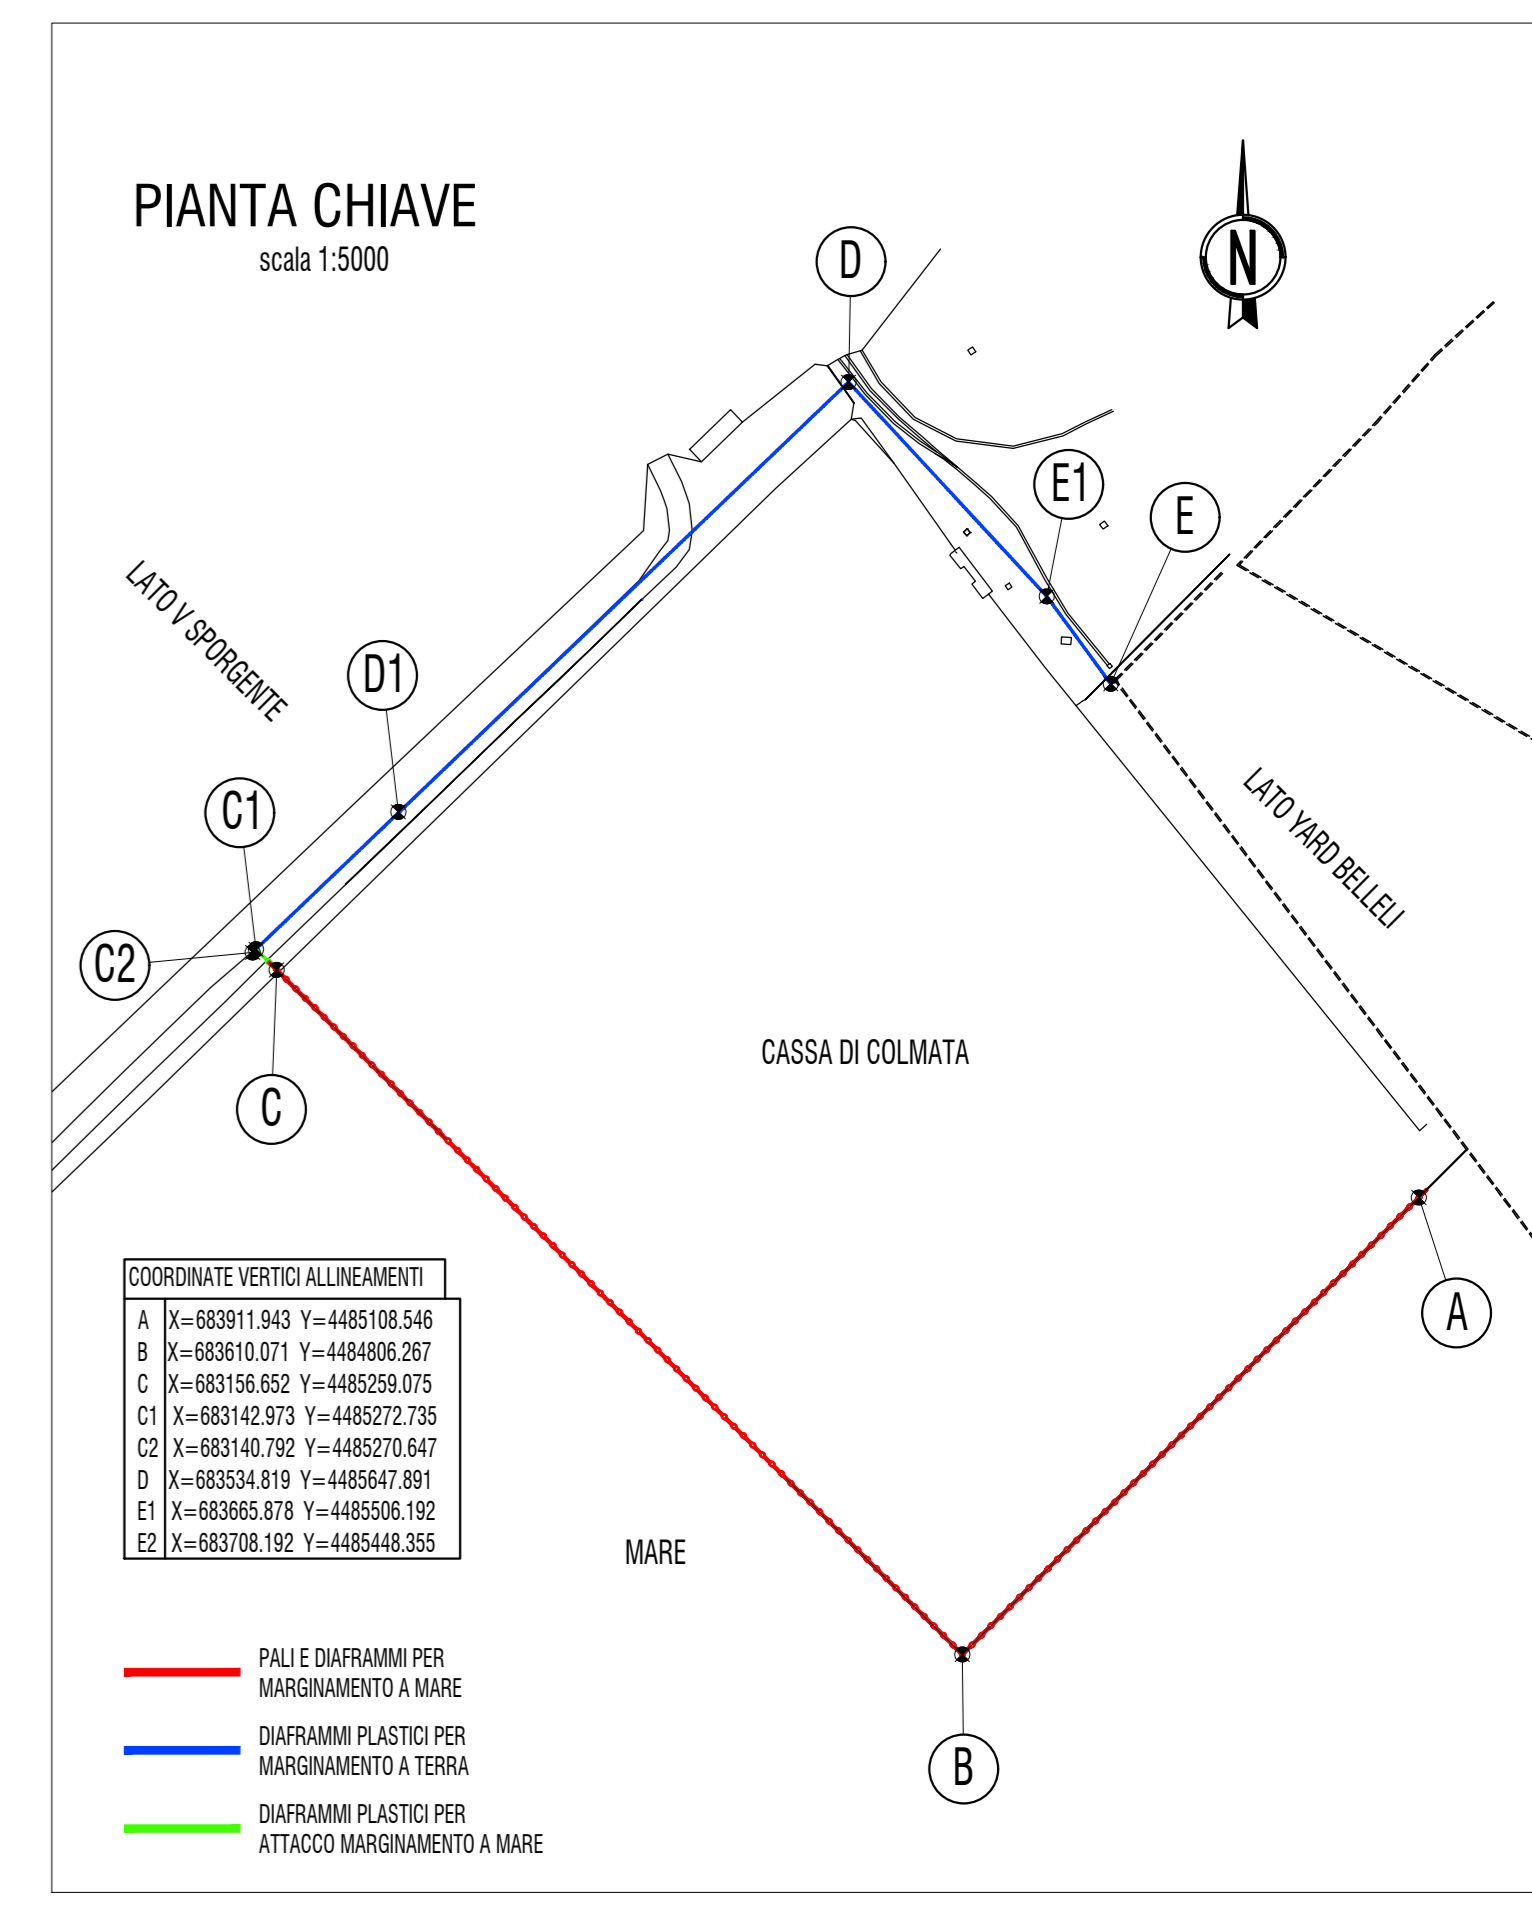 PIANTA CHIAVE
scala 1:5000
D
N
E1
E
LATO V SPORGENTE
D1
C1
C2
C
LATO YARD BELLELI
CASSA DI COLMATA
A
COORDINATE VERTICI ALLINEAMENTI
A X=683911.943 Y=4485108.546
B X=683610.071 Y=4484806.267
C X=683156.652 Y=4485259.075
C1 X=683142.973 Y=4485272.735
C2 X=683140.792 Y=4485270.647
D X=683534.819 Y=4485647.891
E1 X=683665.878 Y=4485506.192
E2 X=683708.192 Y=4485448.355
MARE
B
PALI E DIAFRAMMI PER
MARGINAMENTO A MARE
DIAFRAMMI PLASTICI PER
MARGINAMENTO A TERRA
DIAFRAMMI PLASTICI PER
ATTACCO MARGINAMENTO A MARE